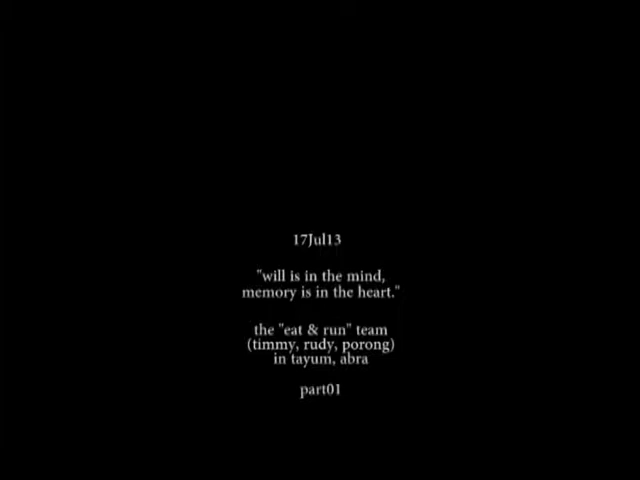 17Jul13
"will is in the mind,
memory is in the heart."
the "eat & run" team
(timmy, rudy, porong)
in tayum, abra
part01